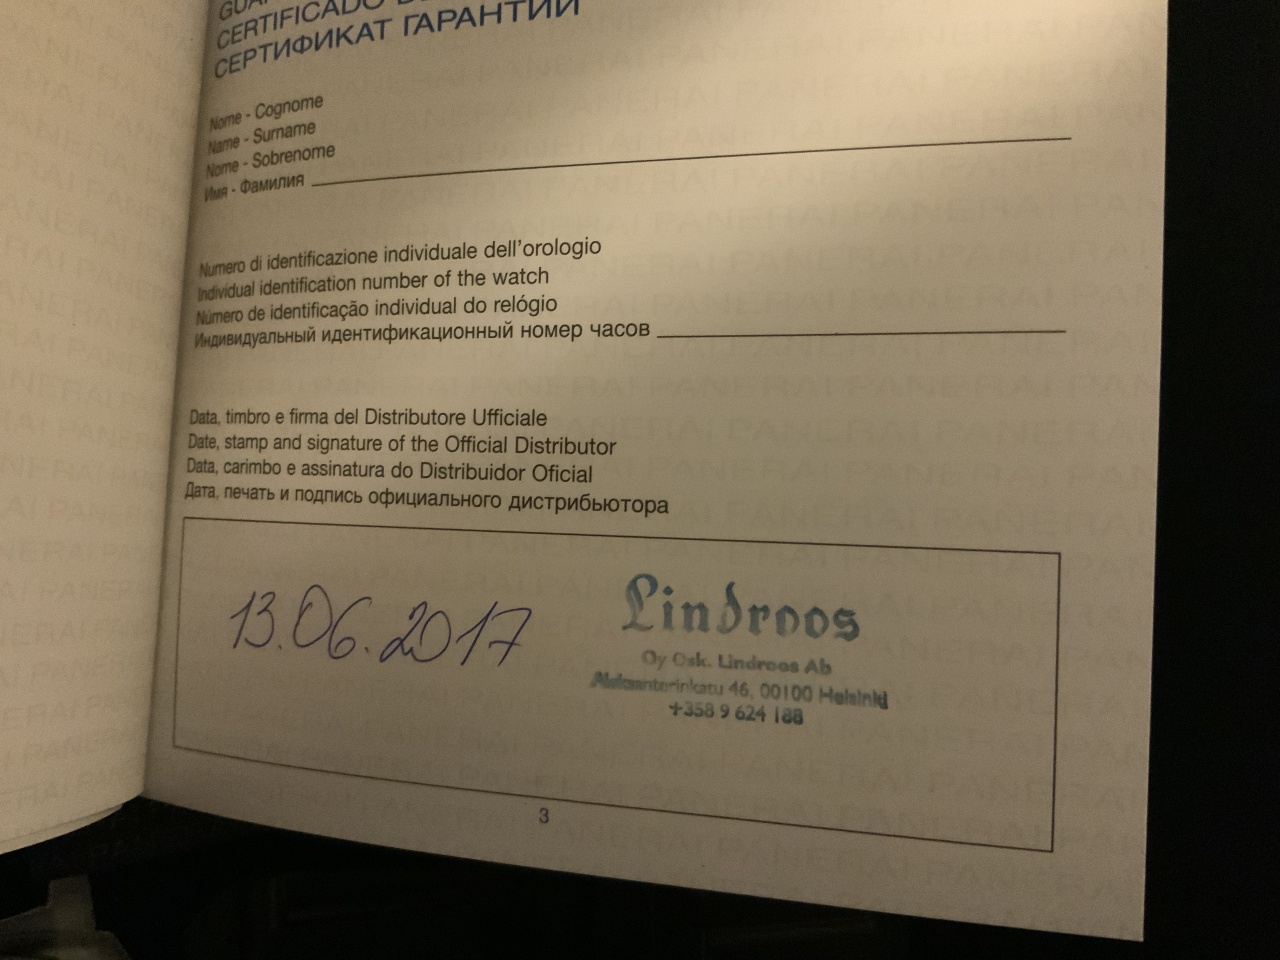 CERTIFICADO
СЕРТИФИКАТ ГАРАНТИИ
Nome - Cognome
Name - Surname
Nome - Sobrenome
Имя - Фамилия
Numero di identificazione individuale dell'orologio
Individual identification number of the watch
Número de identificação individual do relógio
Индивидуальный идентификационный номер часов
Data, timbro e firma del Distributore Ufficiale
Date, stamp and signature of the Official Distributor
Data, carimbo e assinatura do Distribuidor Oficial
Дата, печать и подпись официального дистрибьютора
13.06.2017
Lindroos
Oy Osk. Lindroos Ab
Aleksanterinkatu 46, 00100 Helsinki
+358 9 624 188
3